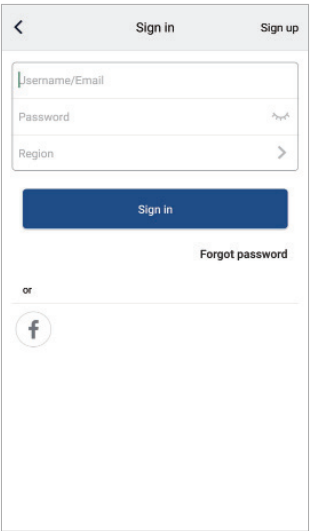 Sign in Sign up
Username/Email
Password
Region
Sign in
Forgot password
or
f